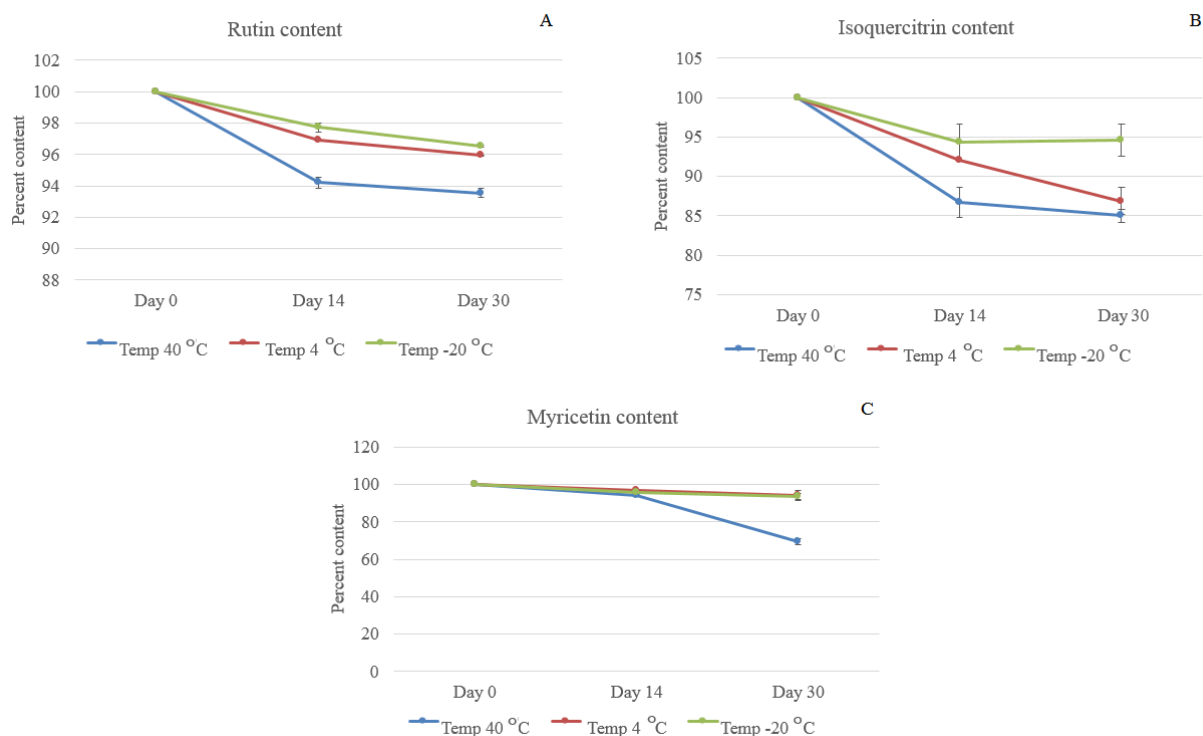 A
Rutin content
Percent content
102
100
98
96
94
92
90
88
Day 0 Day 14 Day 30
Temp 40 °C Temp 4 °C Temp -20 °C
B
Isoquercitrin content
Percent content
105
100
95
90
85
80
75
Day 0 Day 14 Day 30
Temp 40 °C Temp 4 °C Temp -20 °C
C
Myricetin content
Percent content
120
100
80
60
40
20
0
Day 0 Day 14 Day 30
Temp 40 °C Temp 4 °C Temp -20 °C